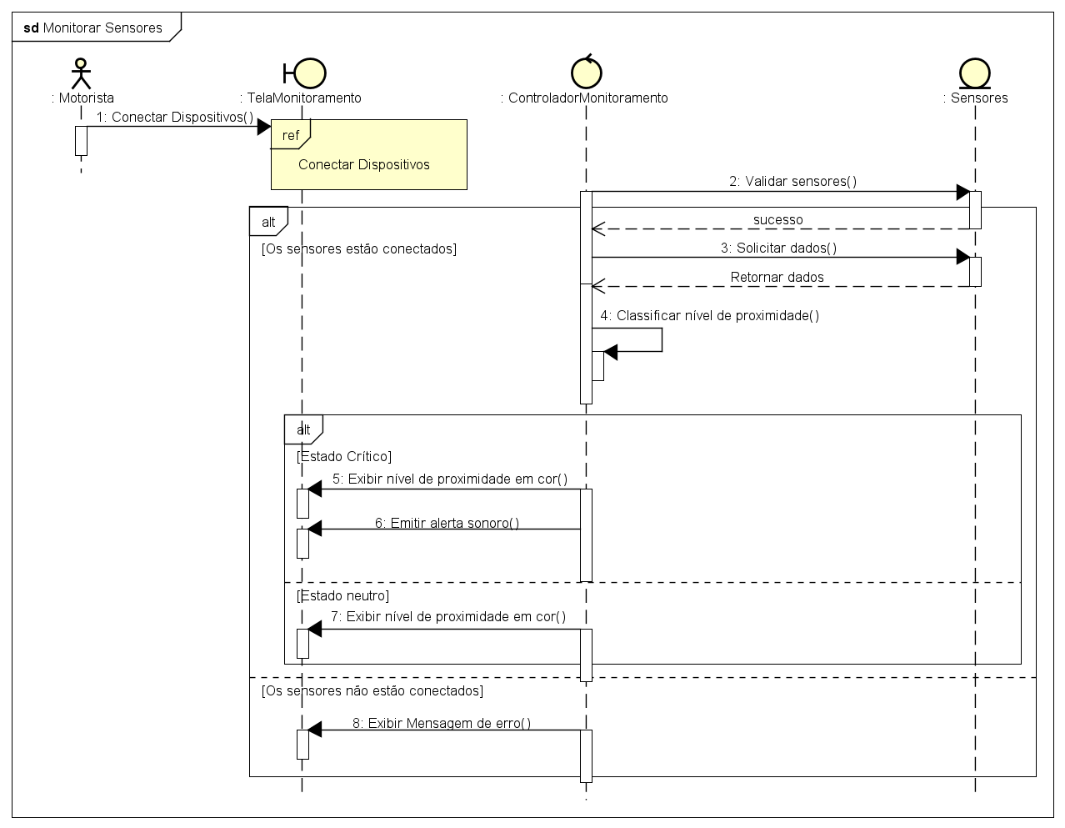 sd Monitorar Sensores
: Motorista
: TelaMonitoramento
: ControladorMonitoramento
: Sensores
1: Conectar Dispositivos()
ref
Conectar Dispositivos
2: Validar sensores()
alt
sucesso
[Os sensores estão conectados]
3: Solicitar dados()
Retornar dados
4: Classificar nível de proximidade()
alt
[Estado Crítico]
5: Exibir nível de proximidade em cor()
6: Emitir alerta sonoro()
[Estado neutro]
7: Exibir nível de proximidade em cor()
[Os sensores não estão conectados]
8: Exibir Mensagem de erro()